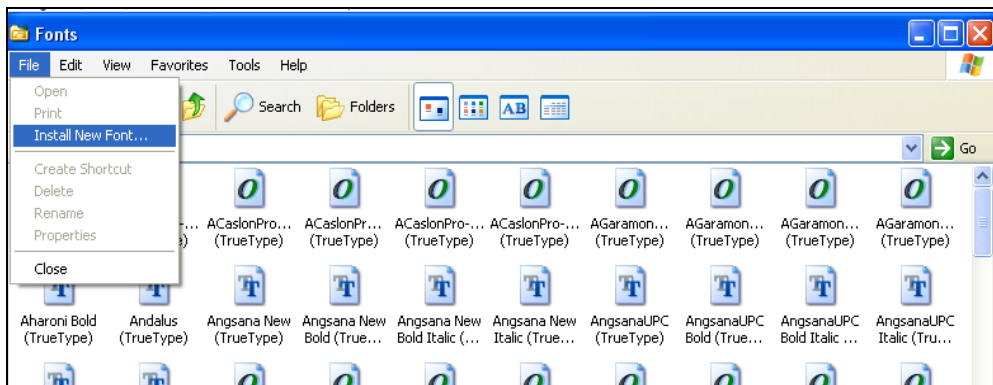 Fonts
File Edit View Favorites Tools Help
Open
Print
Install New Font...
Create Shortcut
Delete
Rename
Properties
Close
Search Folders
AB
Go
ACaslonPro... ACaslonPr... ACaslonPro-... ACaslonPro-... AGaramon... AGaramon... AGaramon... AGaramon...
(TrueType) (TrueType) (TrueType) (TrueType) (TrueType) (TrueType) (TrueType) (TrueType)
Aharoni Bold Andalus Angsana New Angsana New Angsana New Angsana New AngsanaUPC AngsanaUPC AngsanaUPC AngsanaUPC
(TrueType) (TrueType) (TrueType) Bold (True... Bold Italic (... Italic (True... (TrueType) Bold (True... Bold Italic ... Italic (Tru...